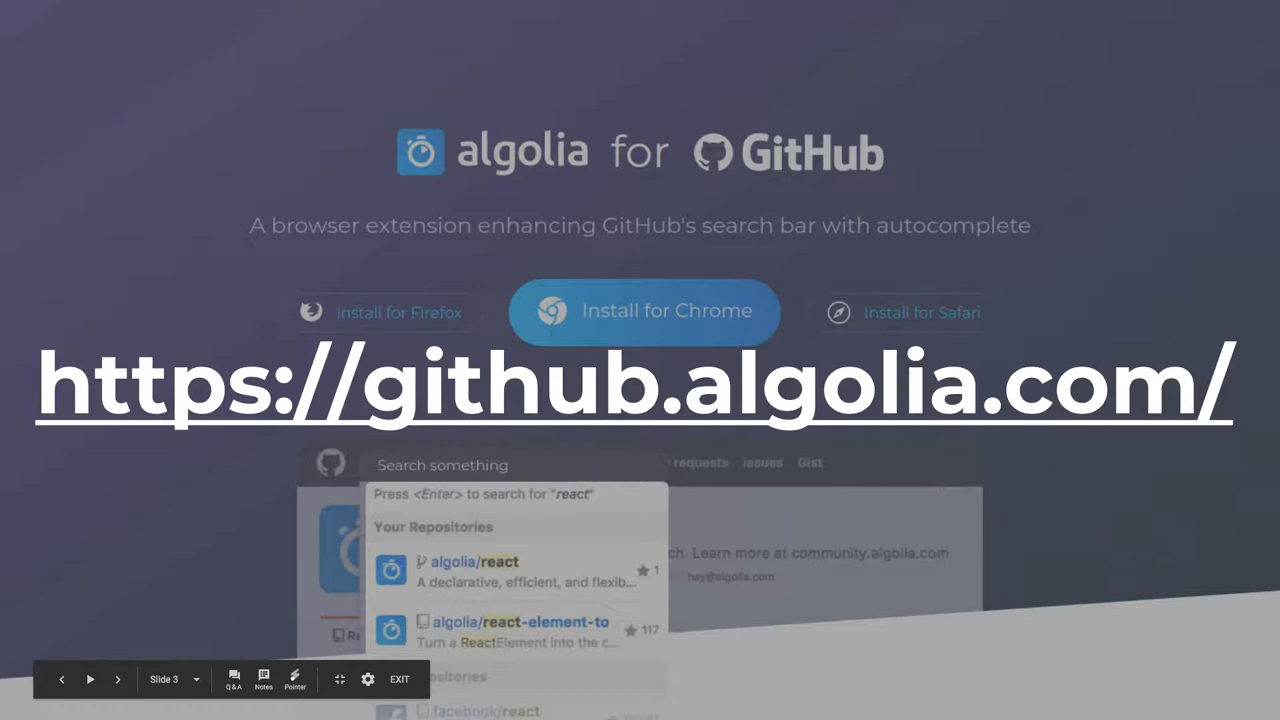 algolia for GitHub
A browser extension enhancing GitHub's search bar with autocomplete
Install for Firefox
Install for Chrome
Install for Safari
https://github.algolia.com/
Search something
requests Issues Gist
Press <Enter> to search for "react"
Your Repositories
algolia/react
1
A declarative, efficient, and flexib...
ch. Learn more at community.algolia.com
hey@algolia.com
algolia/react-element-to
117
Turn a ReactElement into the c...
Re
positories
facebook/react
Slide 3
Q&A
Notes
Pointer
EXIT